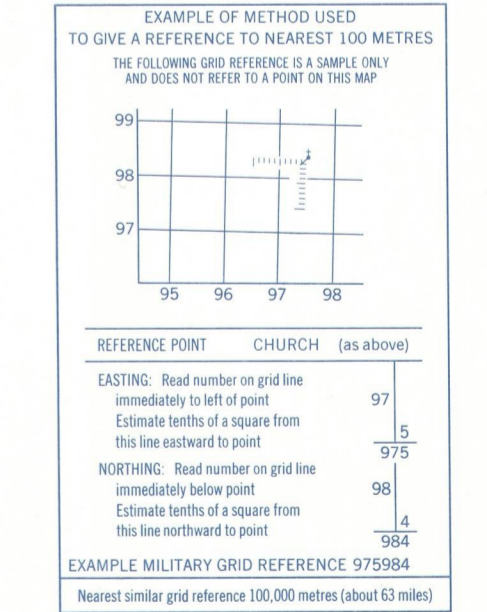 EXAMPLE OF METHOD USED
TO GIVE A REFERENCE TO NEAREST 100 METRES
THE FOLLOWING GRID REFERENCE IS A SAMPLE ONLY
AND DOES NOT REFER TO A POINT ON THIS MAP
99
98
97
95 96 97 98
REFERENCE POINT CHURCH (as above)
EASTING: Read number on grid line
immediately to left of point 97
Estimate tenths of a square from
this line eastward to point 5
975
NORTHING: Read number on grid line
immediately below point 98
Estimate tenths of a square from
this line northward to point 4
984
EXAMPLE MILITARY GRID REFERENCE 975984
Nearest similar grid reference 100,000 metres (about 63 miles)